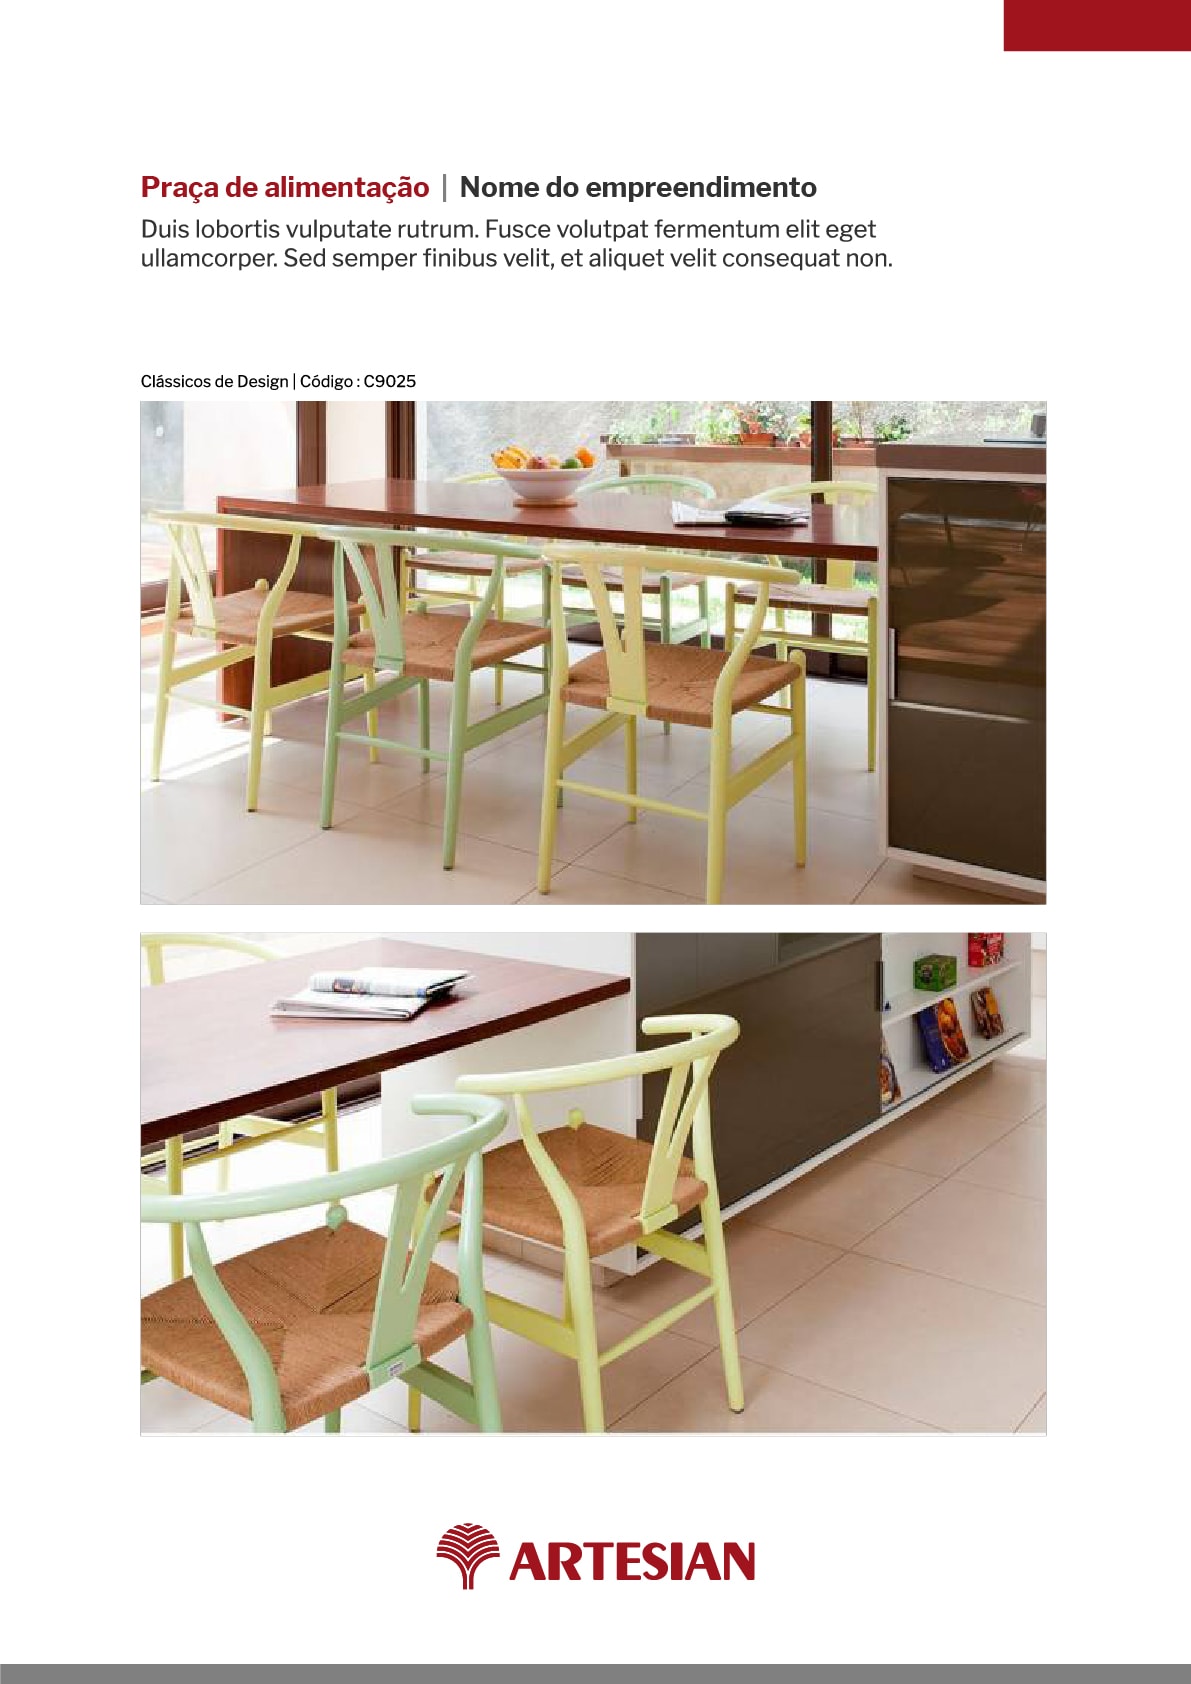 Praça de alimentação | Nome do empreendimento
Duis lobortis vulputate rutrum. Fusce volutpat fermentum elit eget
ullamcorper. Sed semper finibus velit, et aliquet velit consequat non.
Clássicos de Design | Código : C9025
ARTESIAN